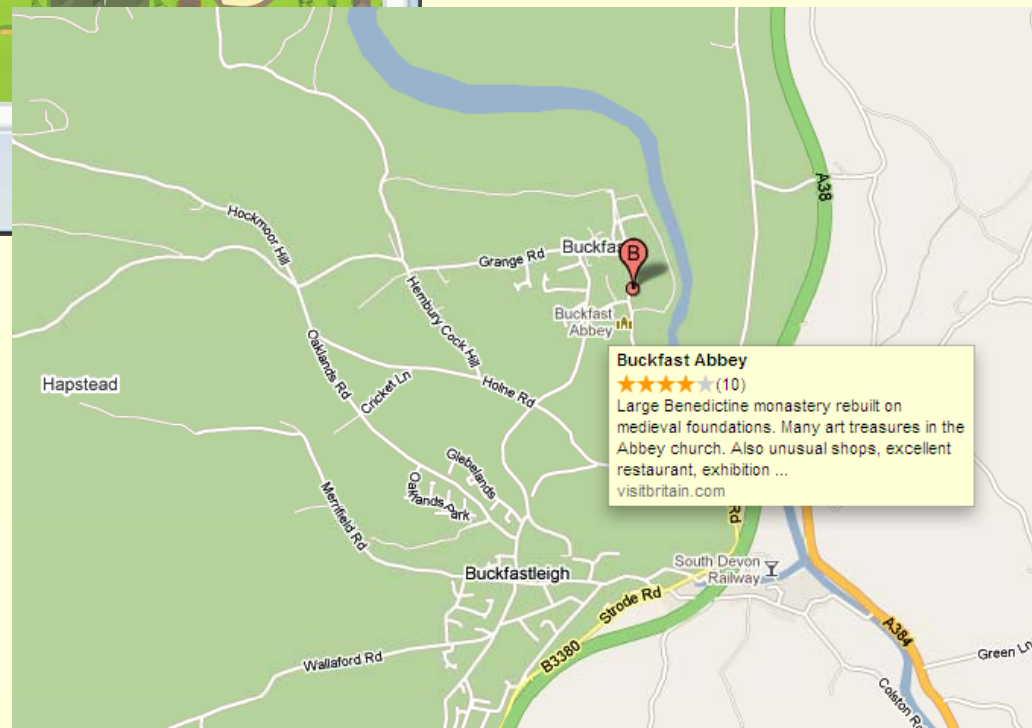 A38
Hockmoor Hill
Grange Rd
B
Hembury Cock Hill
Buckfast
Abbey
Oaklands Rd
Buckfast Abbey
(10)
Large Benedictine monastery rebuilt on
medieval foundations. Many art treasures in the
Abbey church. Also unusual shops, excellent
restaurant, exhibition ...
visitbritain.com
Hapstead
Cricket Ln
Holne Rd
Glebelands
Oaklands Park
Merrifield Rd
Rd
Buckfastleigh
South Devon
Railway
Strode Rd
B3380
Wallaford Rd
A384
Green Ln